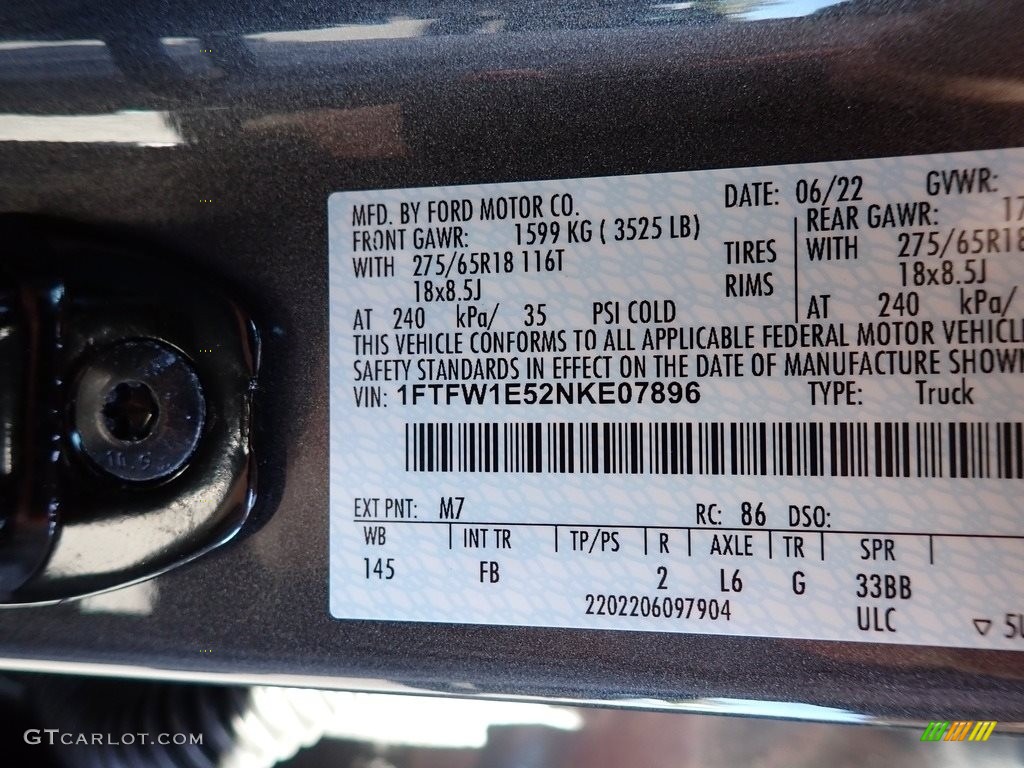 MFD. BY FORD MOTOR CO. DATE: 06/22 GVWR:
FRONT GAWR: 1599 KG ( 3525 LB) REAR GAWR: 17
WITH 275/65R18 116T TIRES WITH 275/65R18
18x8.5J RIMS 18x8.5J
AT 240 kPa/ 35 PSI COLD AT 240 kPa/
THIS VEHICLE CONFORMS TO ALL APPLICABLE FEDERAL MOTOR VEHICLE
SAFETY STANDARDS IN EFFECT ON THE DATE OF MANUFACTURE SHOWN
VIN: 1FTFW1E52NKE07896 TYPE: Truck
EXT PNT: M7 RC: 86 DSO:
WB INT TR TP/PS R AXLE TR SPR
145 FB 2 L6 G 33BB
2202206097904 ULC
GTCARLOT.COM